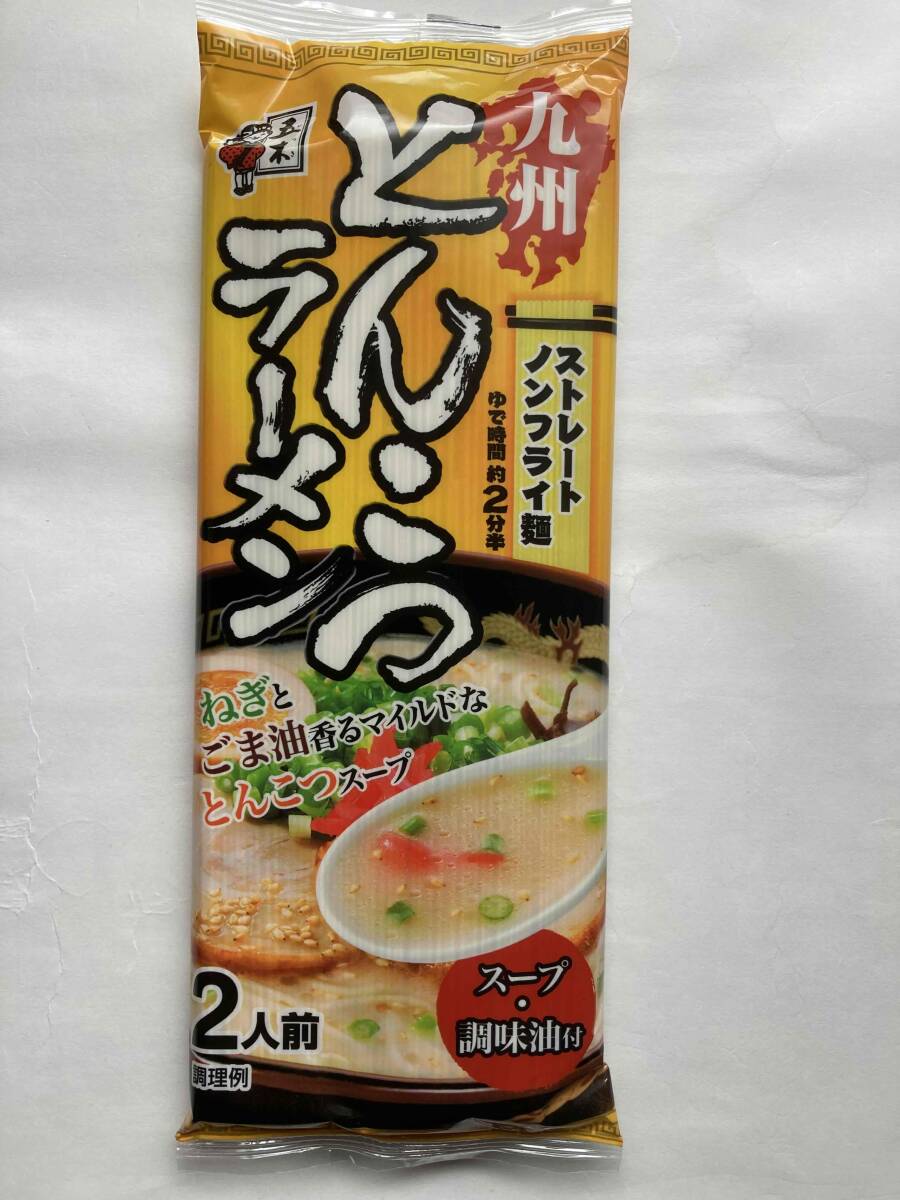 九州
五木
とんこつ
ラーメン
ストレート
ノンフライ麺
ゆで時間 約2分半
ねぎと
ごま油香るマイルドな
とんこつスープ
スープ・
調味油付
2人前
調理例